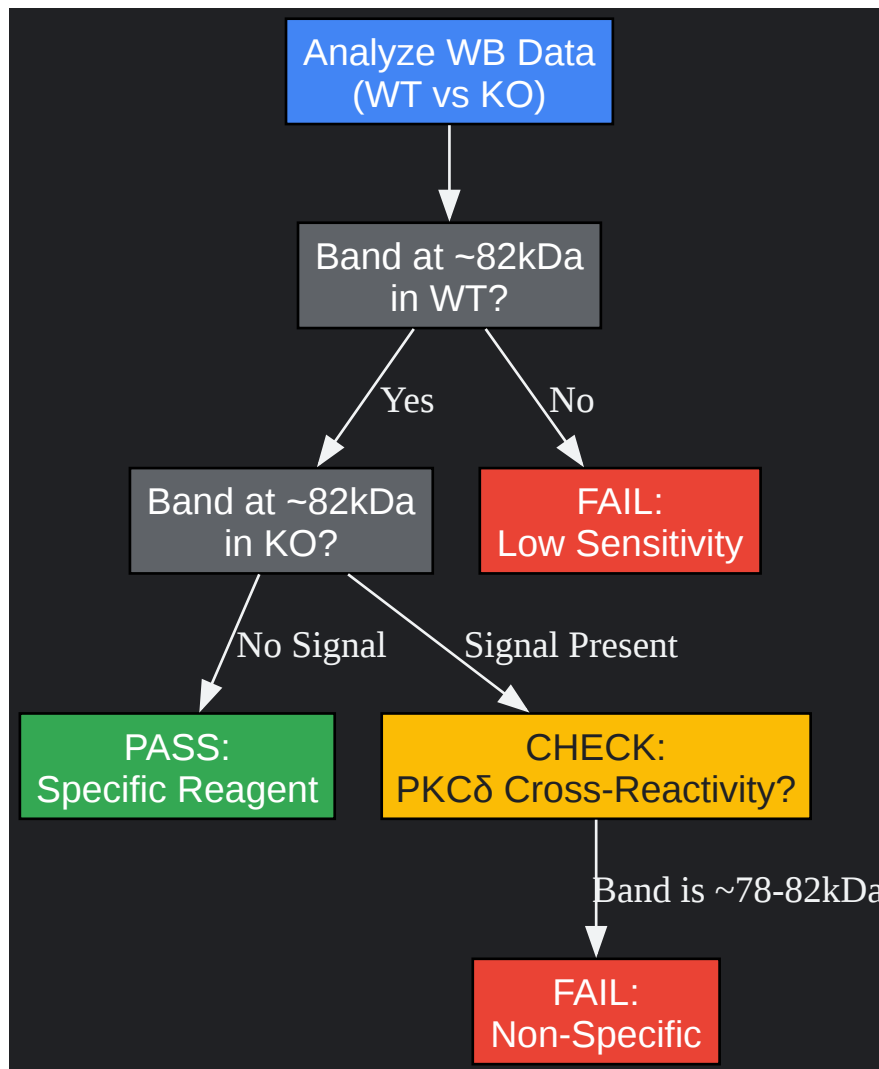 Analyze WB Data
(WT vs KO)
Band at ~82kDa
in WT?
Yes
No
Band at ~82kDa
in KO?
FAIL:
Low Sensitivity
No Signal
Signal Present
PASS:
Specific Reagent
CHECK:
PKCδ Cross-Reactivity?
Band is ~78-82kDa
FAIL:
Non-Specific